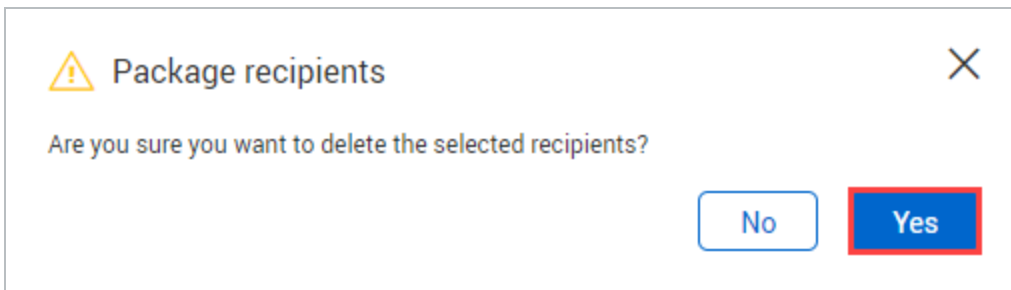 Package recipients
Are you sure you want to delete the selected recipients?
No
Yes